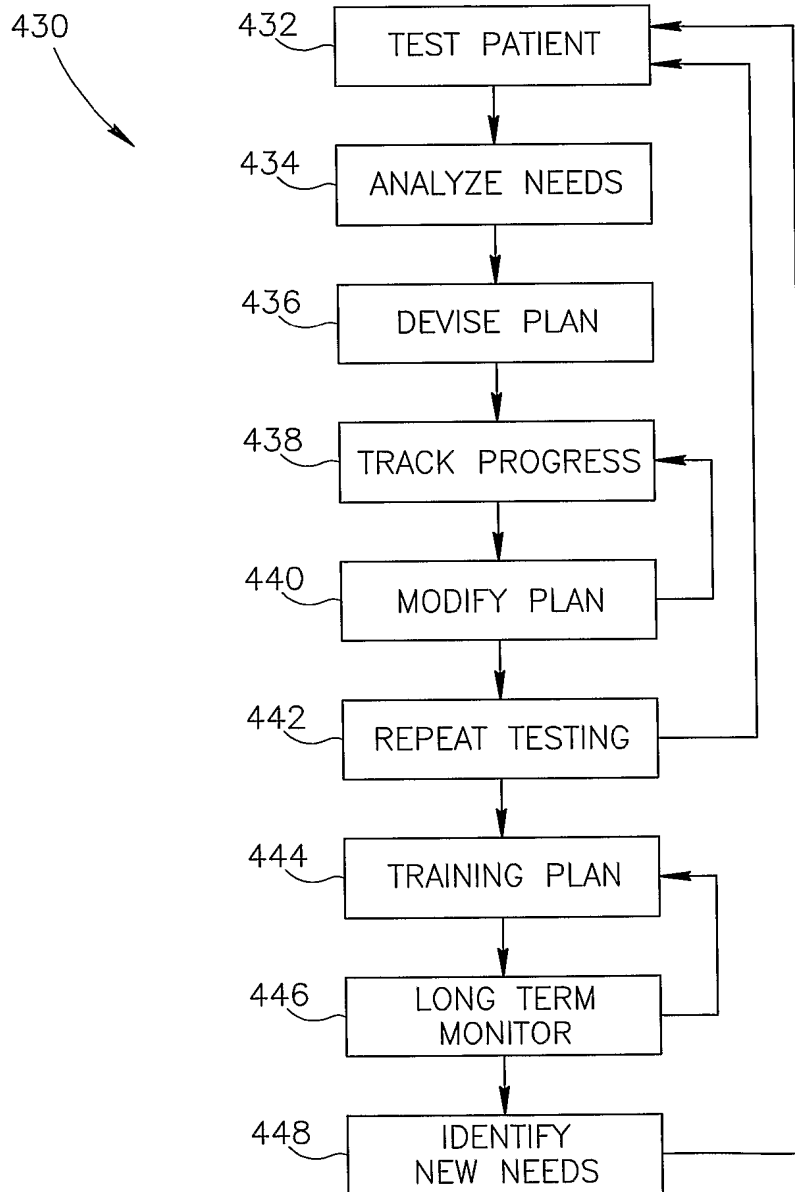 430
432
TEST PATIENT
434
ANALYZE NEEDS
436
DEVISE PLAN
438
TRACK PROGRESS
440
MODIFY PLAN
442
REPEAT TESTING
444
TRAINING PLAN
446
LONG TERM
MONITOR
448
IDENTIFY
NEW NEEDS